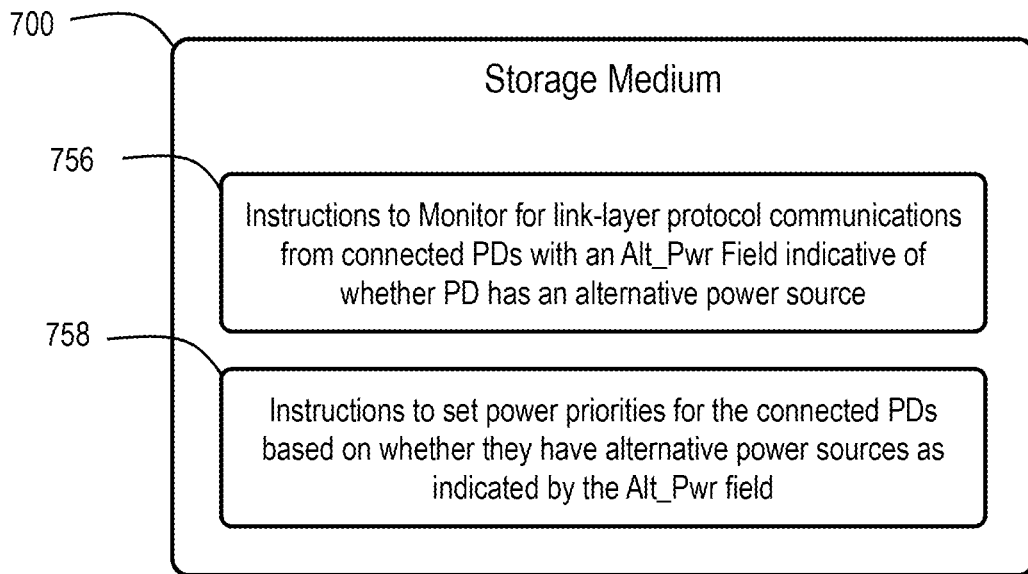 700
Storage Medium
756
Instructions to Monitor for link-layer protocol communications
from connected PDs with an Alt_Pwr Field indicative of
whether PD has an alternative power source
758
Instructions to set power priorities for the connected PDs
based on whether they have alternative power sources as
indicated by the Alt_Pwr field